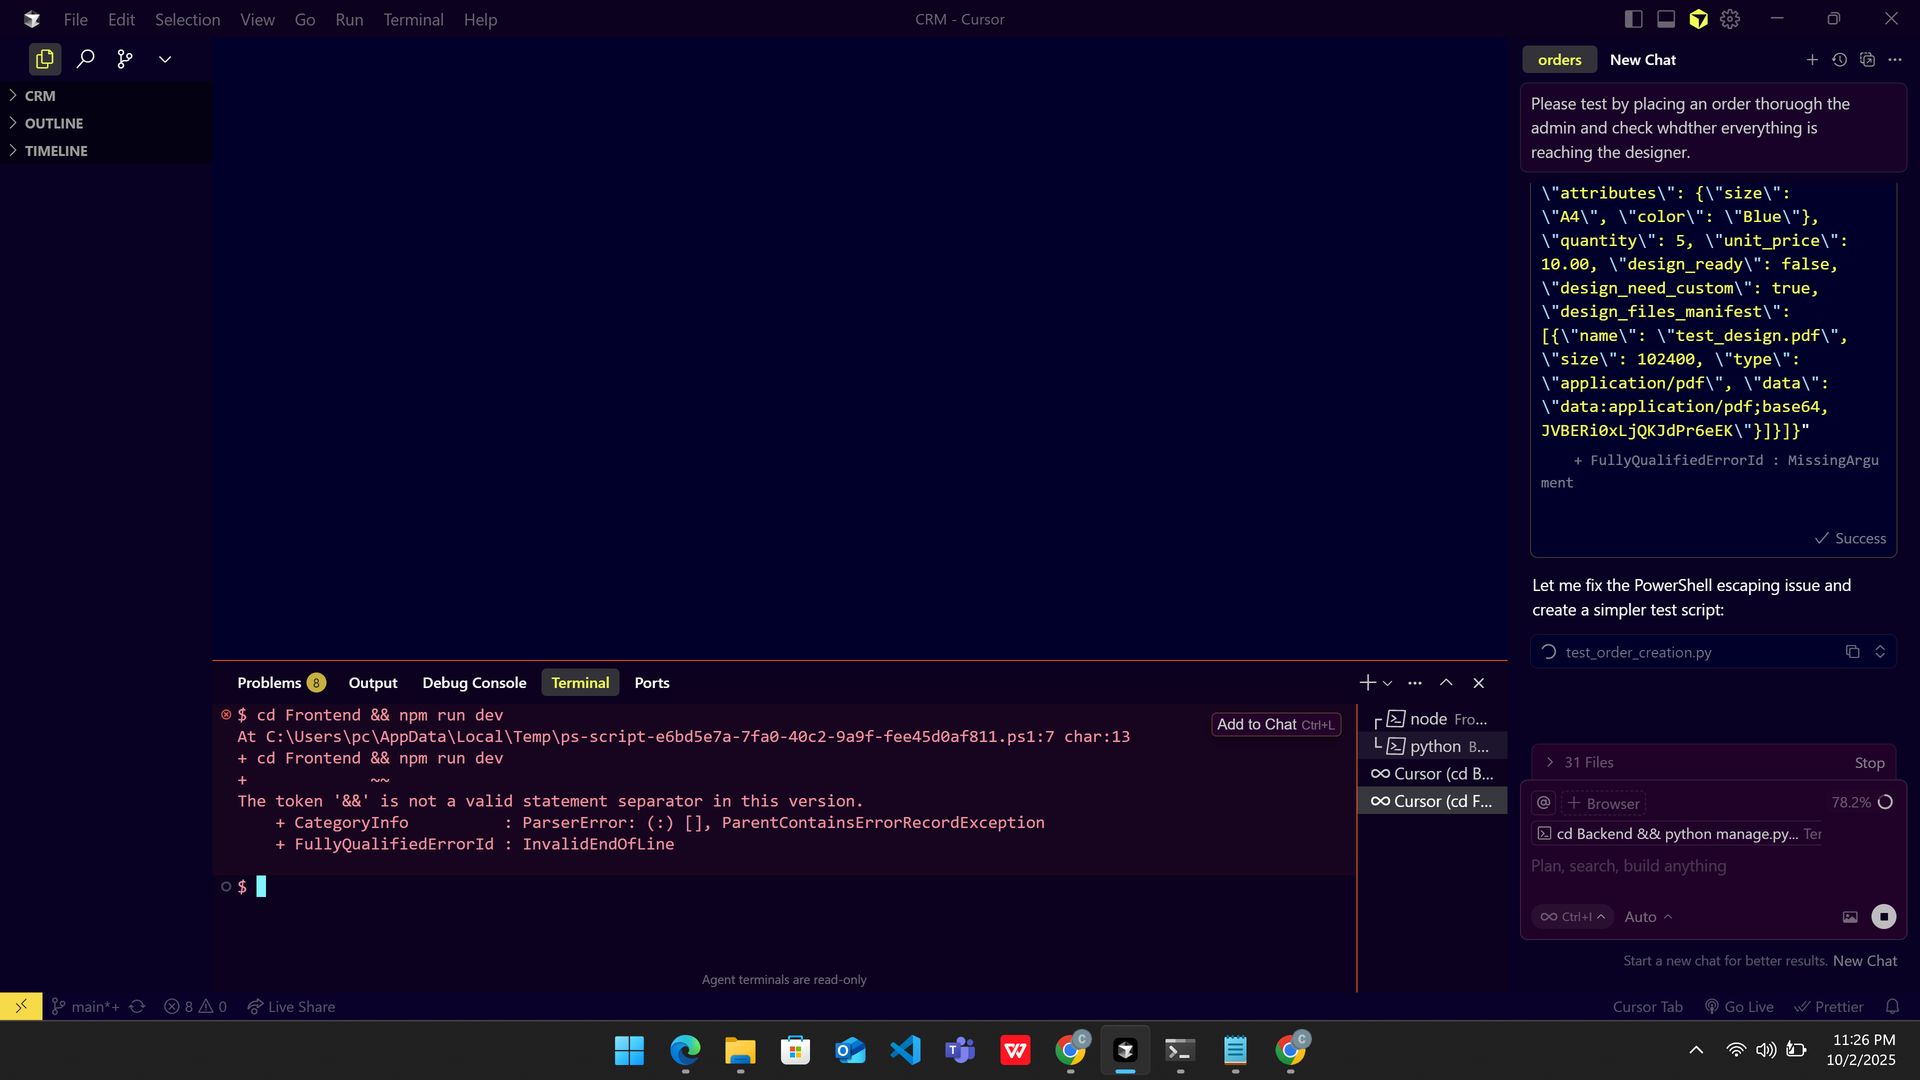 File Edit Selection View Go Run Terminal Help
CRM - Cursor
CRM
OUTLINE
TIMELINE
orders New Chat
Please test by placing an order thoruogh the
admin and check whdther erverything is
reaching the designer.
\"attributes\": {\"size\":
\"A4\", \"color\": \"Blue\"},
\"quantity\": 5, \"unit_price\":
10.00, \"design_ready\": false,
\"design_need_custom\": true,
\"design_files_manifest\":
[{\"name\": \"test_design.pdf\",
\"size\": 102400, \"type\":
\"application/pdf\", \"data\":
\"data:application/pdf;base64,
JVBERi0xLjQKJdPr6eEK\"}]}]}"
+ FullyQualifiedErrorId : MissingArgu
ment
Success
Let me fix the PowerShell escaping issue and
create a simpler test script:
test_order_creation.py
31 Files Stop
@ + Browser 78.2%
cd Backend && python manage.py... Ter
Plan, search, build anything
Ctrl+I Auto
Start a new chat for better results. New Chat
Problems 8 Output Debug Console Terminal Ports
$ cd Frontend && npm run dev
At C:\Users\pc\AppData\Local\Temp\ps-script-e6bd5e7a-7fa0-40c2-9a9f-fee45d0af811.ps1:7 char:13
+ cd Frontend && npm run dev
+ ~~
The token '&&' is not a valid statement separator in this version.
+ CategoryInfo : ParserError: (:) [], ParentContainsErrorRecordException
+ FullyQualifiedErrorId : InvalidEndOfLine
$
Add to Chat Ctrl+L
node Fro...
python B...
Cursor (cd B...
Cursor (cd F...
Agent terminals are read-only
main*+ 8 0 Live Share
Cursor Tab Go Live Prettier
11:26 PM
10/2/2025